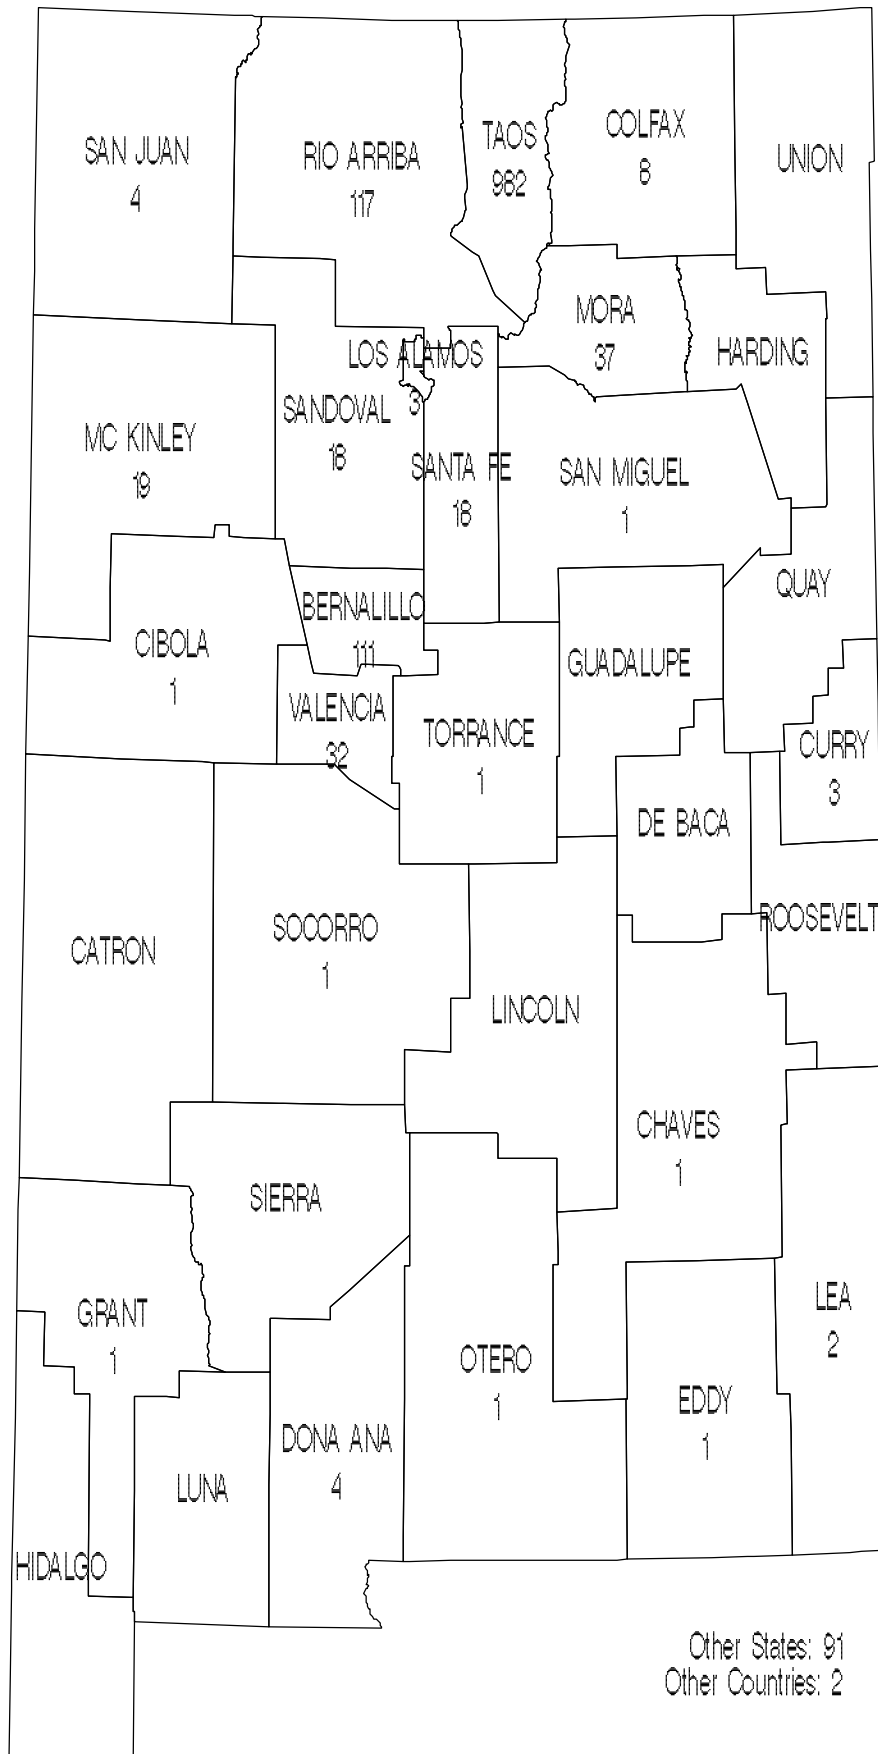 SAN JUAN
4
RIO ARRIBA
117
TAOS
982
COLFAX
8
UNION
MORA
37
HARDING
LOS ALAMOS
3
SANDOVAL
18
MC KINLEY
19
SANTA FE
18
SAN MIGUEL
1
QUAY
BERNALILLO
111
CIBOLA
1
GUADALUPE
VALENCIA
32
TORRANCE
1
CURRY
3
DE BACA
ROOSEVELT
CATRON
SOCORRO
1
LINCOLN
CHAVES
1
SIERRA
GRANT
1
LEA
2
OTERO
1
EDDY
1
DONA ANA
4
LUNA
HIDALGO
Other States: 91
Other Countries: 2